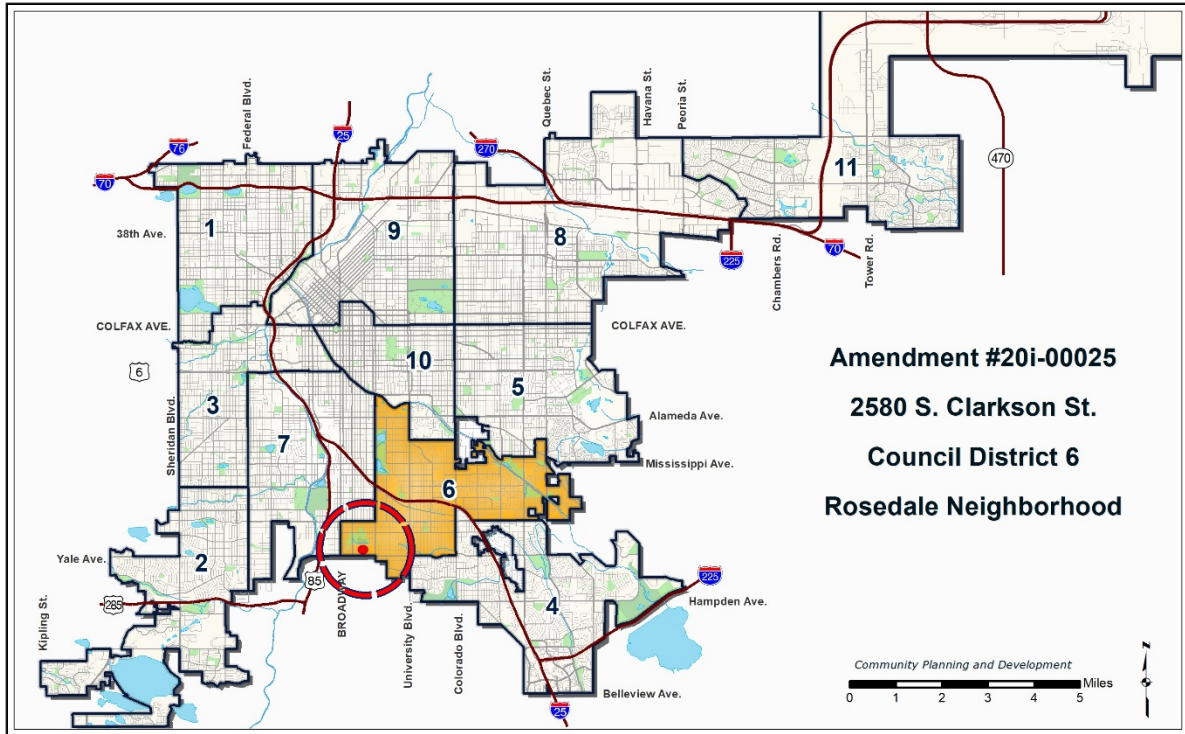 Federal Blvd.
Quebec St.
Havana St.
Peoria St.
76
25
270
70
470
11
1
9
8
38th Ave.
225
Chambers Rd.
70
Tower Rd.
COLFAX AVE.
COLFAX AVE.
6
10
5
3
Sheridan Blvd.
Alameda Ave.
7
Mississippi Ave.
6
Amendment #20i-00025
2580 S. Clarkson St.
Council District 6
Rosedale Neighborhood
Yale Ave.
2
85
BROADWAY
285
225
4
Hampden Ave.
Kipling St.
University Blvd.
Colorado Blvd.
Belleview Ave.
25
Community Planning and Development
Miles
0 1 2 3 4 5
N